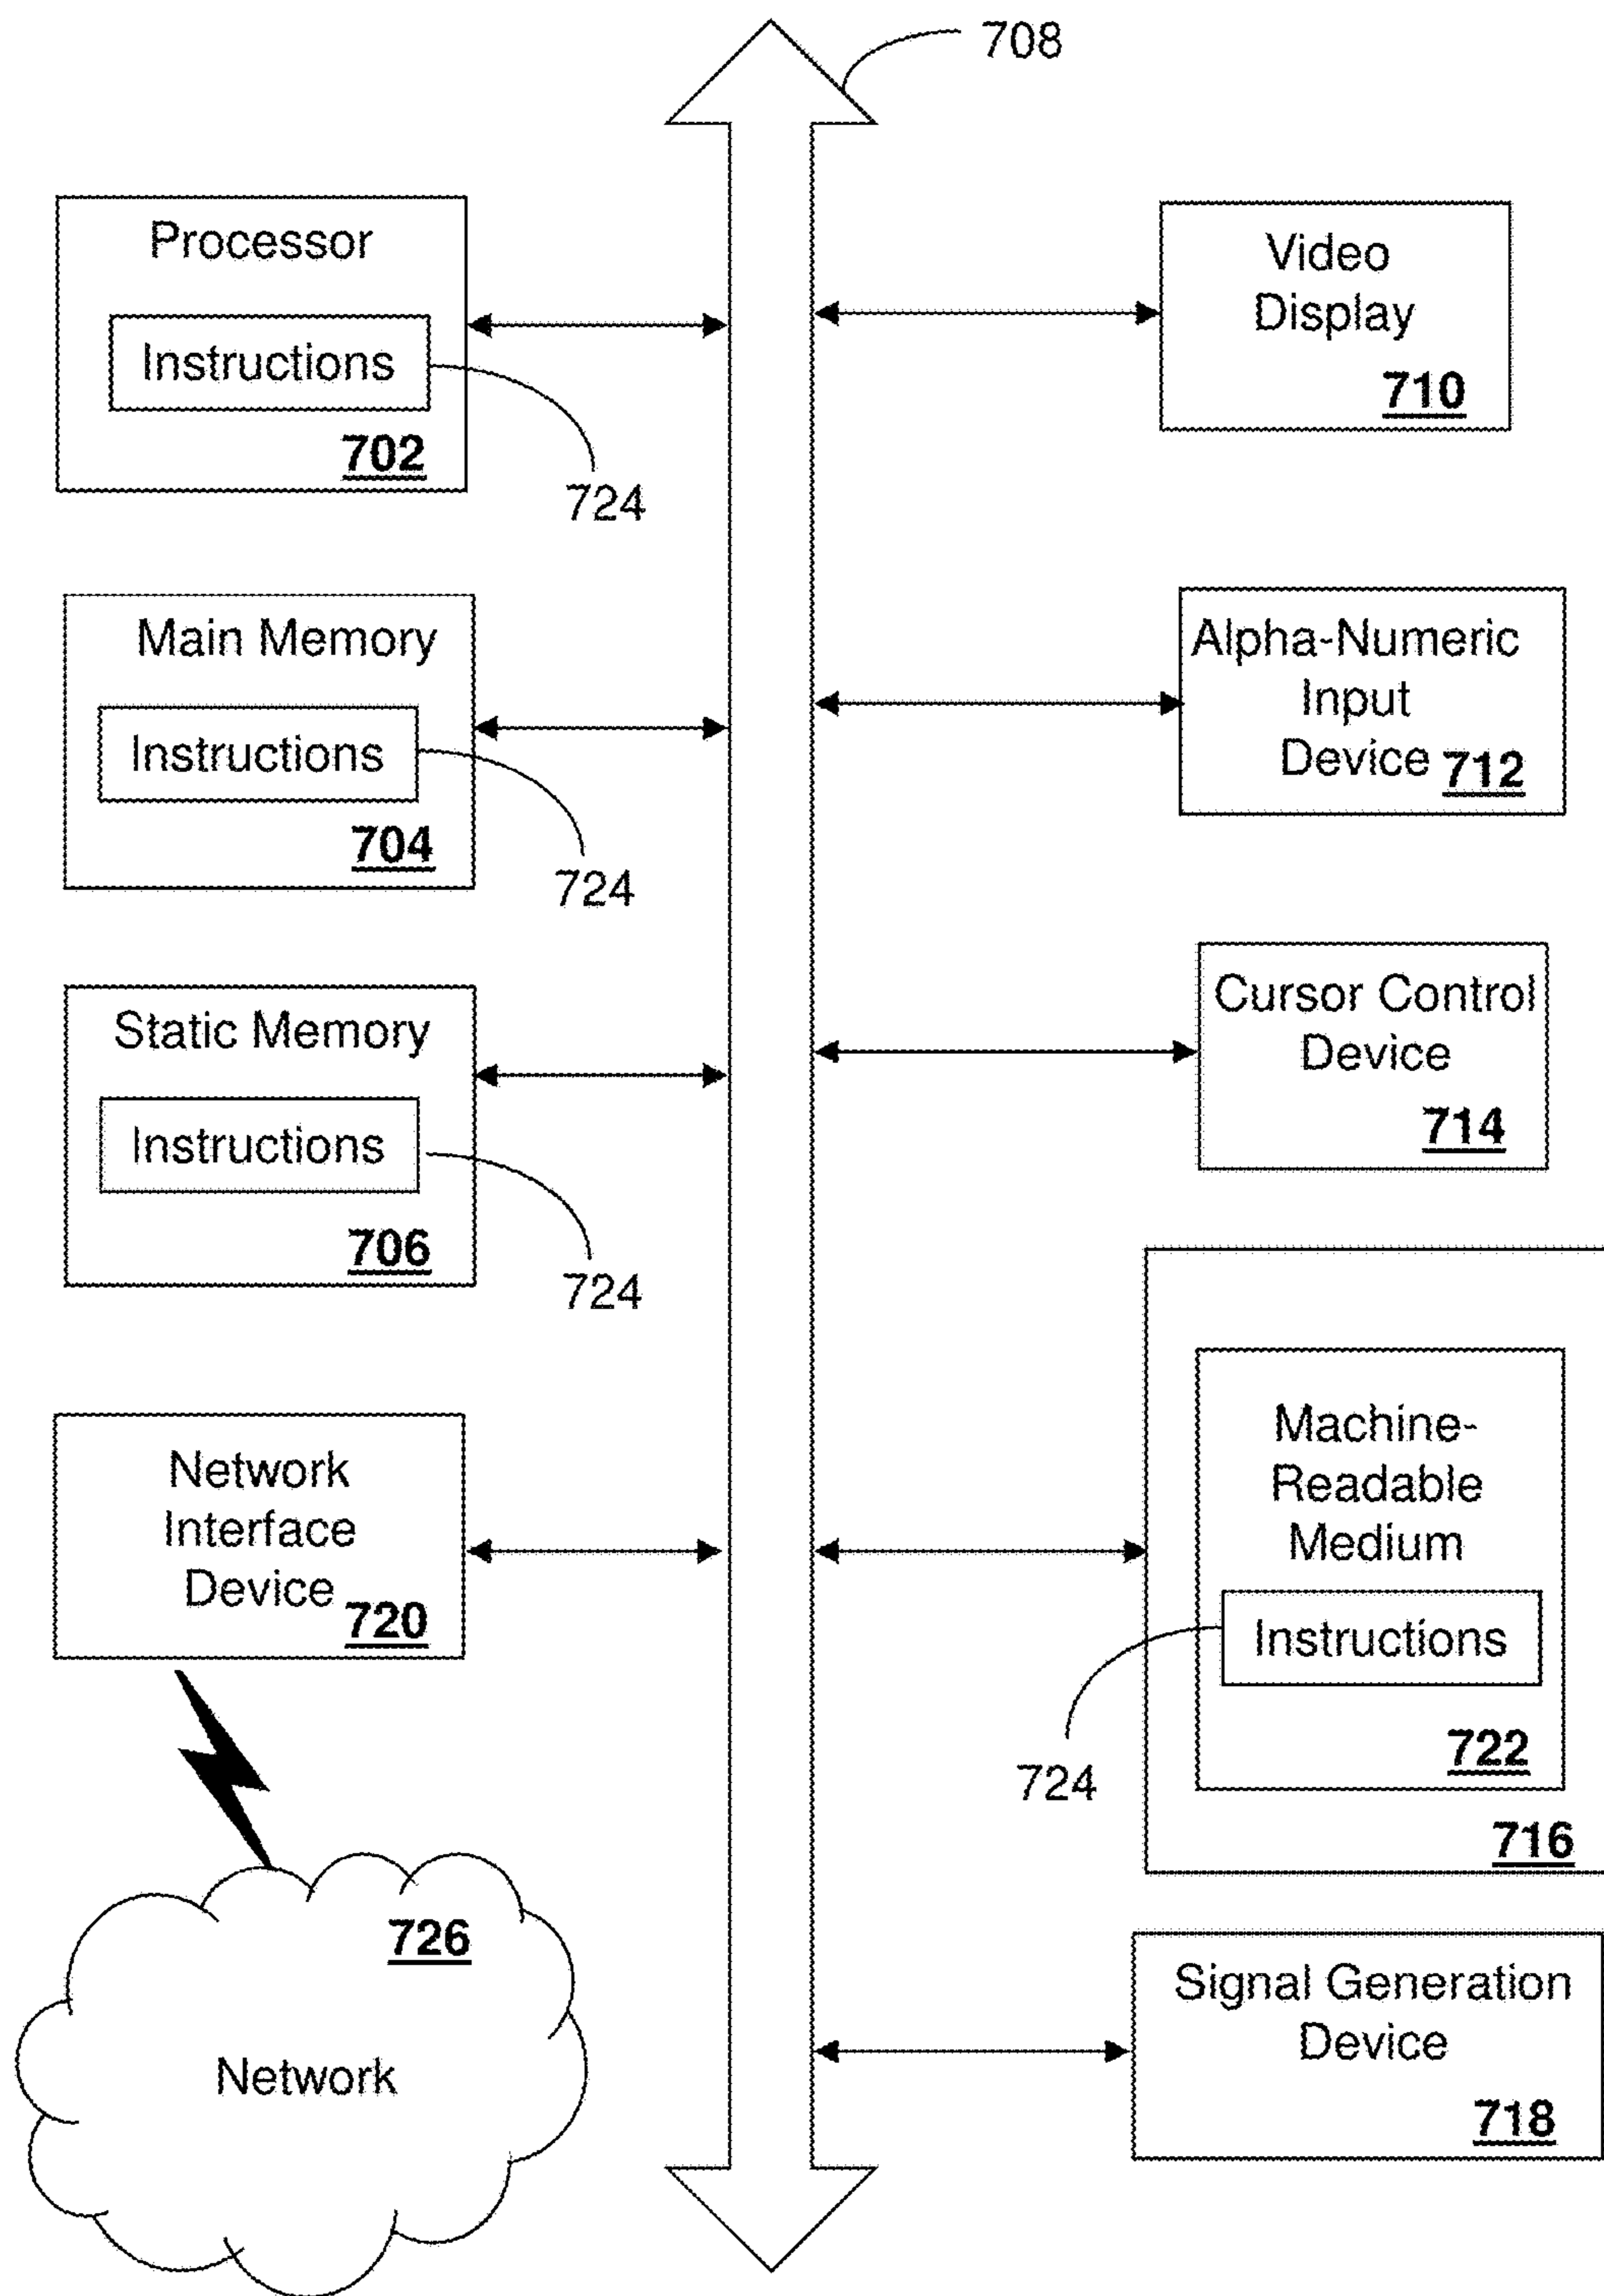 708
Processor
Instructions
702
724
Main Memory
Instructions
704
724
Static Memory
Instructions
706
724
Network
Interface
Device
720
726
Network
Video
Display
710
Alpha-Numeric
Input
Device
712
Cursor Control
Device
714
Machine-
Readable
Medium
Instructions
722
724
716
Signal Generation
Device
718